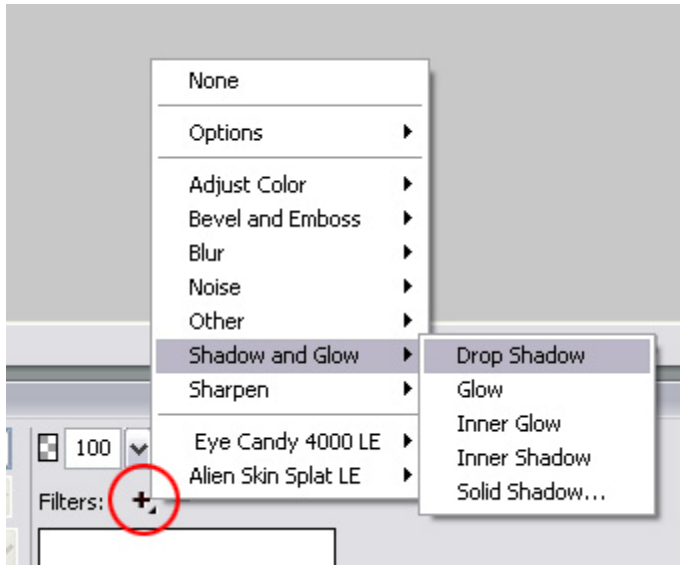 None
Options
Adjust Color
Bevel and Emboss
Blur
Noise
Other
Shadow and Glow
Sharpen
Eye Candy 4000 LE
Alien Skin Splat LE
Drop Shadow
Glow
Inner Glow
Inner Shadow
Solid Shadow...
100
Filters: